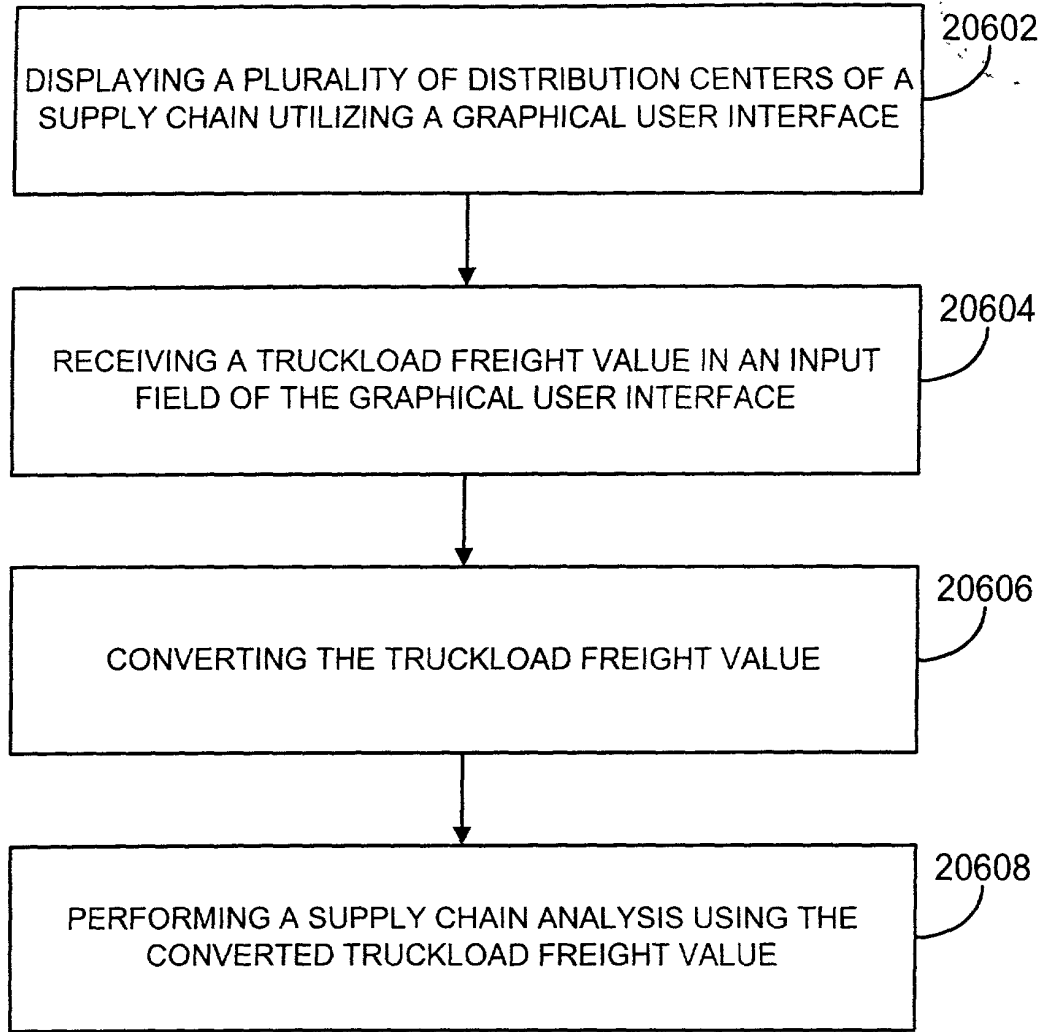 20602
DISPLAYING A PLURALITY OF DISTRIBUTION CENTERS OF A
SUPPLY CHAIN UTILIZING A GRAPHICAL USER INTERFACE
20604
RECEIVING A TRUCKLOAD FREIGHT VALUE IN AN INPUT
FIELD OF THE GRAPHICAL USER INTERFACE
20606
CONVERTING THE TRUCKLOAD FREIGHT VALUE
20608
PERFORMING A SUPPLY CHAIN ANALYSIS USING THE
CONVERTED TRUCKLOAD FREIGHT VALUE